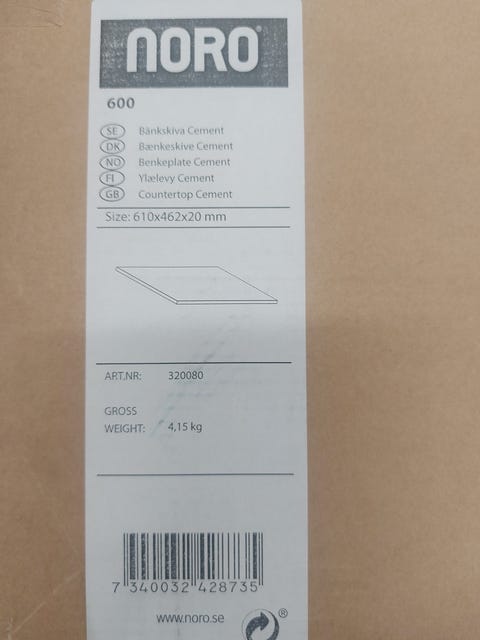 NORO®
600
SE Bänkskiva Cement
DK Bænkeskive Cement
NO Benkeplate Cement
FI Ylælevy Cement
GB Countertop Cement
Size: 610x462x20 mm
ART.NR: 320080
GROSS
WEIGHT: 4,15 kg
7 340032 428735
www.noro.se
®